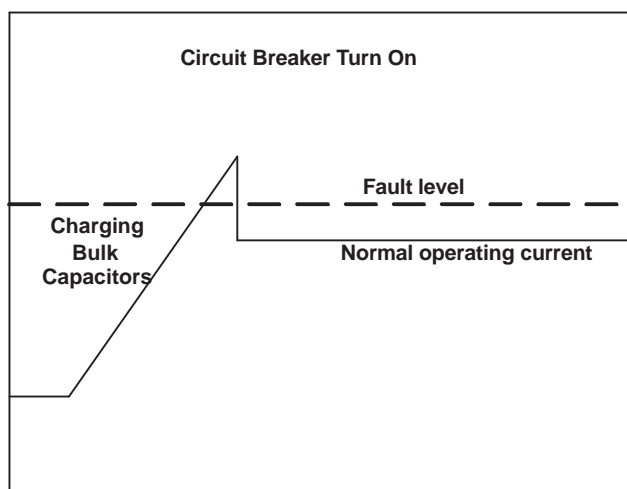 Circuit Breaker Turn On
Fault level
Charging
Bulk
Capacitors
Normal operating current